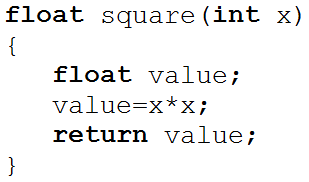 float square(int x)
{
float value;
value=x*x;
return value;
}